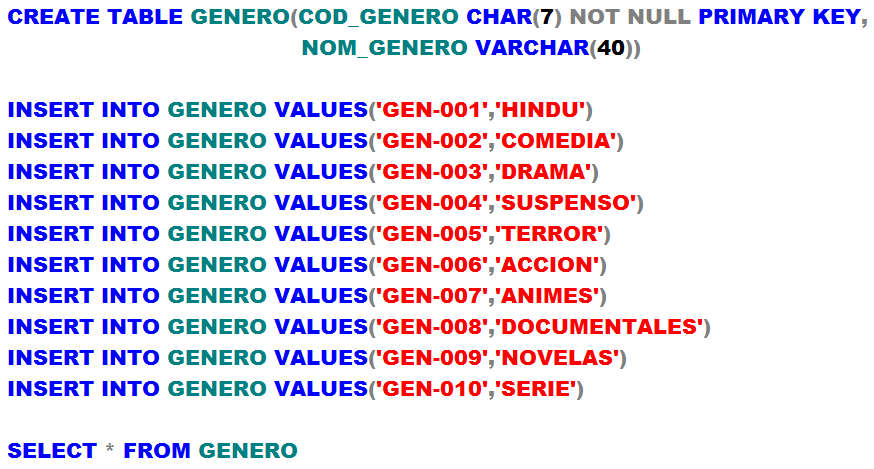 CREATE TABLE GENERO(COD_GENERO CHAR(7) NOT NULL PRIMARY KEY,
NOM_GENERO VARCHAR(40))
INSERT INTO GENERO VALUES('GEN-001','HINDU')
INSERT INTO GENERO VALUES('GEN-002','COMEDIA')
INSERT INTO GENERO VALUES('GEN-003','DRAMA')
INSERT INTO GENERO VALUES('GEN-004','SUSPENSO')
INSERT INTO GENERO VALUES('GEN-005','TERROR')
INSERT INTO GENERO VALUES('GEN-006','ACCION')
INSERT INTO GENERO VALUES('GEN-007','ANIMES')
INSERT INTO GENERO VALUES('GEN-008','DOCUMENTALES')
INSERT INTO GENERO VALUES('GEN-009','NOVELAS')
INSERT INTO GENERO VALUES('GEN-010','SERIE')
SELECT * FROM GENERO